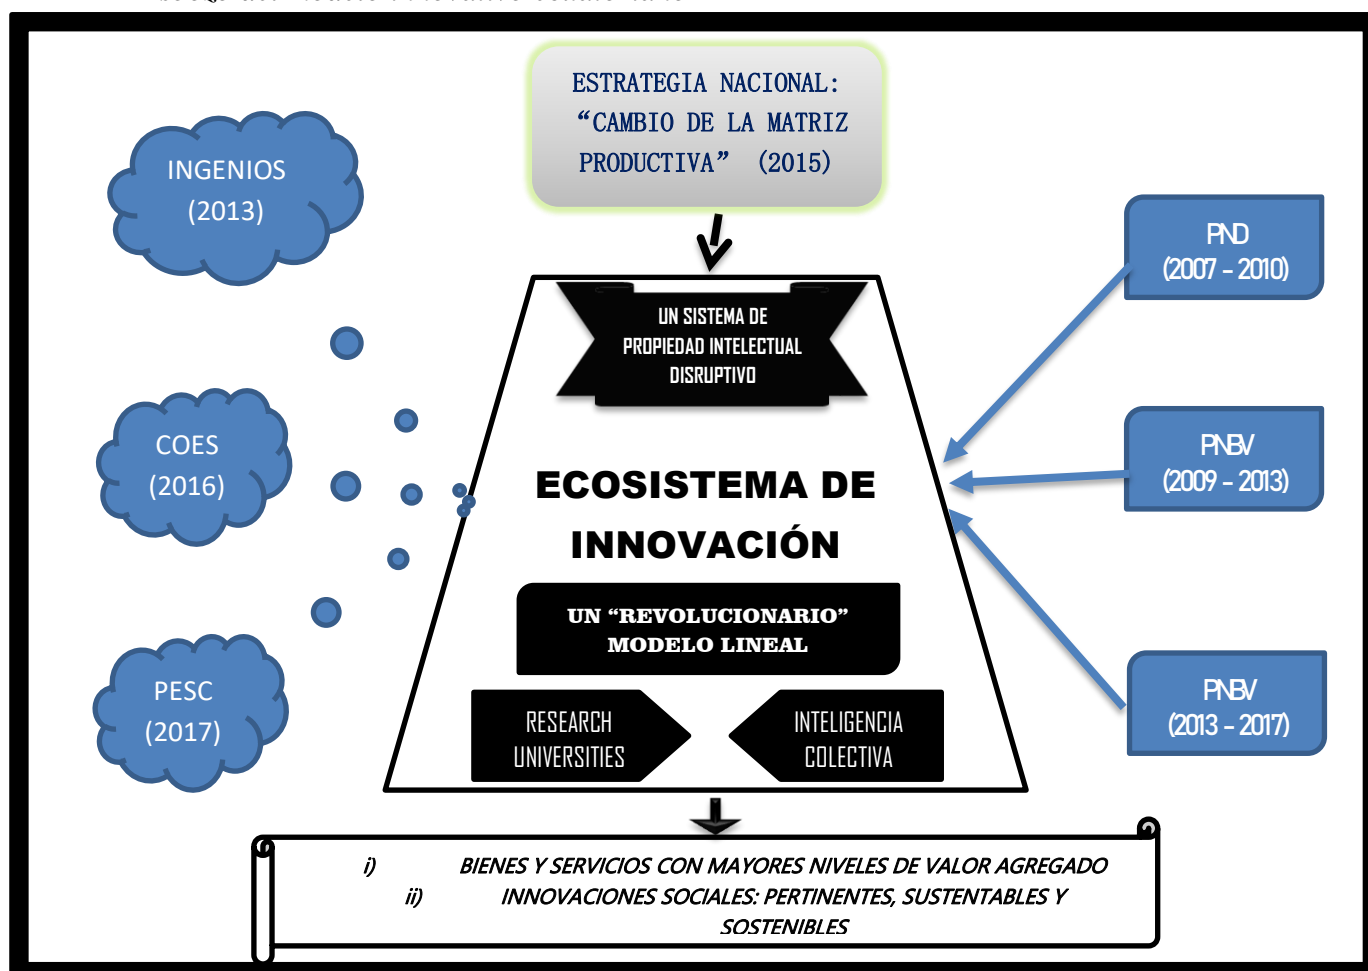 ESTRATEGIA NACIONAL:
“CAMBIO DE LA MATRIZ
PRODUCTIVA” (2015)
INGENIOS
(2013)
PND
(2007 – 2010)
UN SISTEMA DE
PROPIEDAD INTELECTUAL
DISRUPTIVO
COES
(2016)
PNBV
(2009 – 2013)
ECOSISTEMA DE
INNOVACIÓN
UN “REVOLUCIONARIO”
MODELO LINEAL
PESC
(2017)
RESEARCH
UNIVERSITIES
INTELIGENCIA
COLECTIVA
PNBV
(2013 – 2017)
i) BIENES Y SERVICIOS CON MAYORES NIVELES DE VALOR AGREGADO
ii) INNOVACIONES SOCIALES: PERTINENTES, SUSTENTABLES Y
SOSTENIBLES